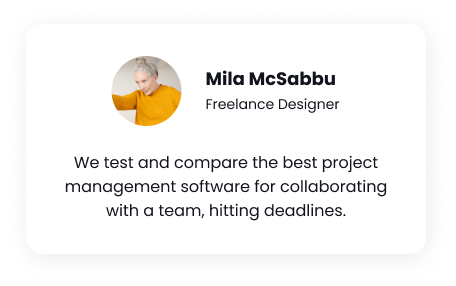 Mila McSabbu
Freelance Designer
We test and compare the best project
management software for collaborating
with a team, hitting deadlines.